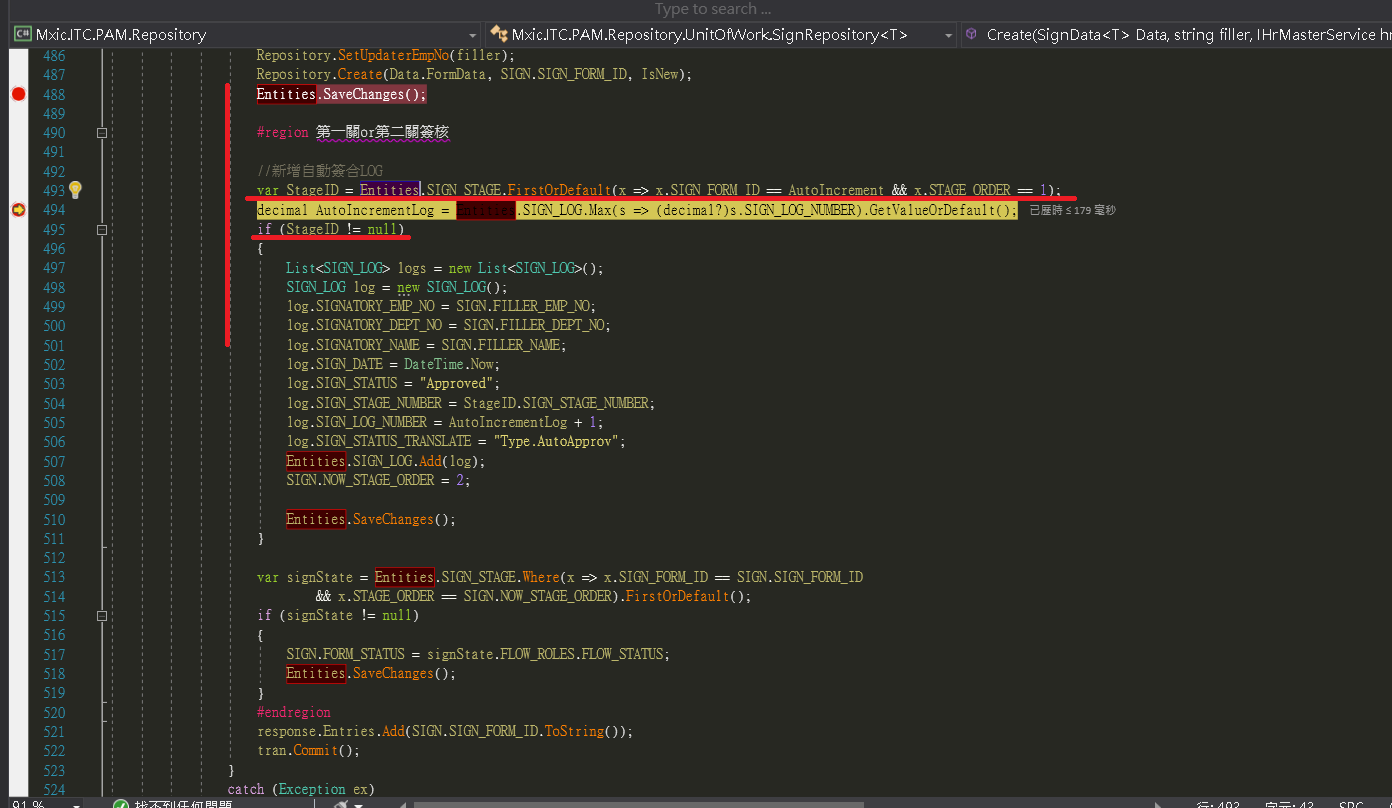 Type to search ...
C# Mxic.ITC.PAM.Repository
Mxic.ITC.PAM.Repository.UnitOfWork.SignRepository<T>
Create(SignData<T> Data, string filler, IHrMasterService hr
486 Repository.SetUpdaterEmpNo(filler);
487 Repository.Create(Data.FormData, SIGN.SIGN_FORM_ID, IsNew);
488 Entities.SaveChanges();
489
490 #region 第一關or第二關簽核
491
492 //新增自動簽合LOG
493 var StageID = Entities.SIGN_STAGE.FirstOrDefault(x => x.SIGN_FORM_ID == AutoIncrement && x.STAGE_ORDER == 1);
494 decimal AutoIncrementLog = Entities.SIGN_LOG.Max(s => (decimal?)s.SIGN_LOG_NUMBER).GetValueOrDefault(); 已歷時 ≤ 179 毫秒
495 if (StageID != null)
496 {
497 List<SIGN_LOG> logs = new List<SIGN_LOG>();
498 SIGN_LOG log = new SIGN_LOG();
499 log.SIGNATORY_EMP_NO = SIGN.FILLER_EMP_NO;
500 log.SIGNATORY_DEPT_NO = SIGN.FILLER_DEPT_NO;
501 log.SIGNATORY_NAME = SIGN.FILLER_NAME;
502 log.SIGN_DATE = DateTime.Now;
503 log.SIGN_STATUS = "Approved";
504 log.SIGN_STAGE_NUMBER = StageID.SIGN_STAGE_NUMBER;
505 log.SIGN_LOG_NUMBER = AutoIncrementLog + 1;
506 log.SIGN_STATUS_TRANSLATE = "Type.AutoApprov";
507 Entities.SIGN_LOG.Add(log);
508 SIGN.NOW_STAGE_ORDER = 2;
509
510 Entities.SaveChanges();
511 }
512
513 var signState = Entities.SIGN_STAGE.Where(x => x.SIGN_FORM_ID == SIGN.SIGN_FORM_ID
514 && x.STAGE_ORDER == SIGN.NOW_STAGE_ORDER).FirstOrDefault();
515 if (signState != null)
516 {
517 SIGN.FORM_STATUS = signState.FLOW_ROLES.FLOW_STATUS;
518 Entities.SaveChanges();
519 }
520 #endregion
521 response.Entries.Add(SIGN.SIGN_FORM_ID.ToString());
522 tran.Commit();
523 }
524 catch (Exception ex)
91 % 找不到任何問題 行: 493 字元: 42 SPC